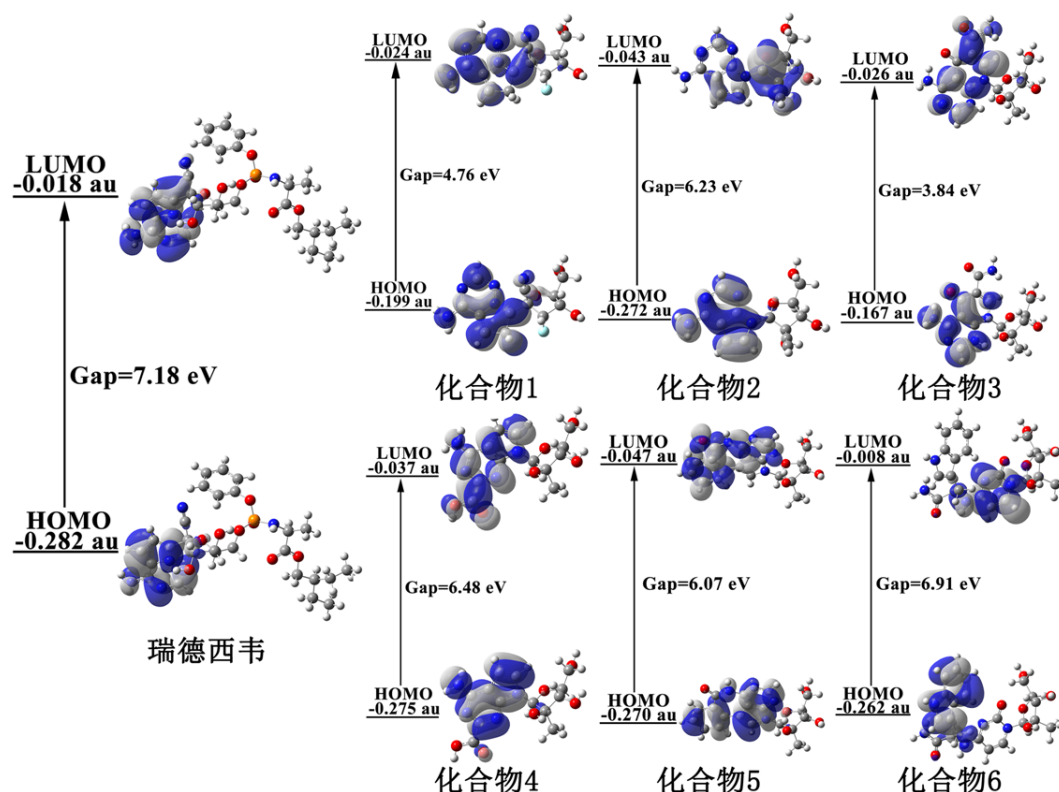 LUMO
-0.018 au
Gap=7.18 eV
HOMO
-0.282 au
瑞德西韦
LUMO
-0.024 au
Gap=4.76 eV
HOMO
-0.199 au
化合物1
LUMO
-0.043 au
Gap=6.23 eV
HOMO
-0.272 au
化合物2
LUMO
-0.026 au
Gap=3.84 eV
HOMO
-0.167 au
化合物3
LUMO
-0.037 au
Gap=6.48 eV
HOMO
-0.275 au
化合物4
LUMO
-0.047 au
Gap=6.07 eV
HOMO
-0.270 au
化合物5
LUMO
-0.008 au
Gap=6.91 eV
HOMO
-0.262 au
化合物6